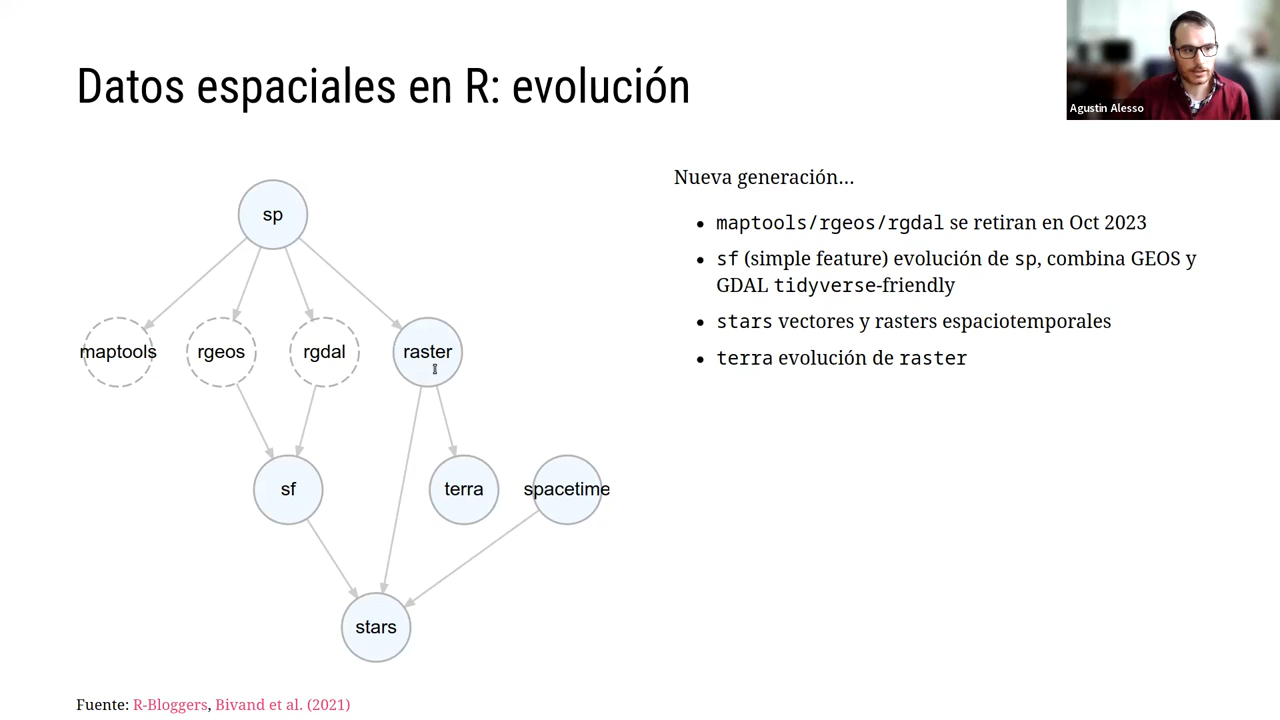 Datos espaciales en R: evolución
Agustin Alesso
sp
maptools
rgeos
rgdal
raster
sf
terra
spacetime
stars
Nueva generación...
• maptools/rgeos/rgdal se retiran en Oct 2023
• sf (simple feature) evolución de sp, combina GEOS y
GDAL tidyverse-friendly
• stars vectores y rasters espaciotemporales
• terra evolución de raster
Fuente: R-Bloggers, Bivand et al. (2021)